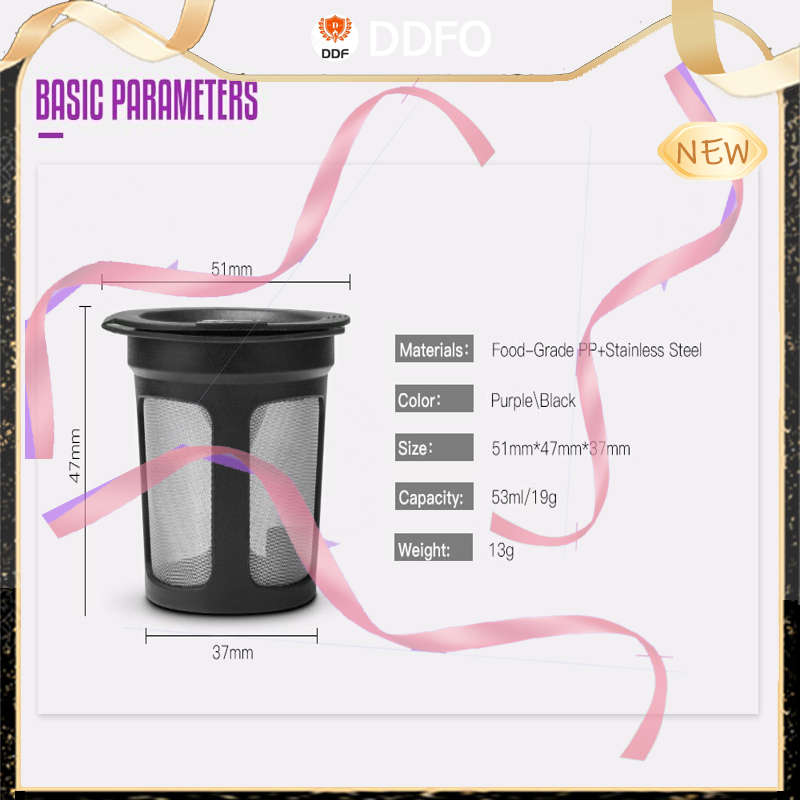 DDFO
DDF
BASIC PARAMETERS
NEW
51mm
47mm
Materials: Food-Grade PP+Stainless Steel
Color: Purple\Black
Size: 51mm*47mm*37mm
Capacity: 53ml/19g
Weight: 13g
37mm